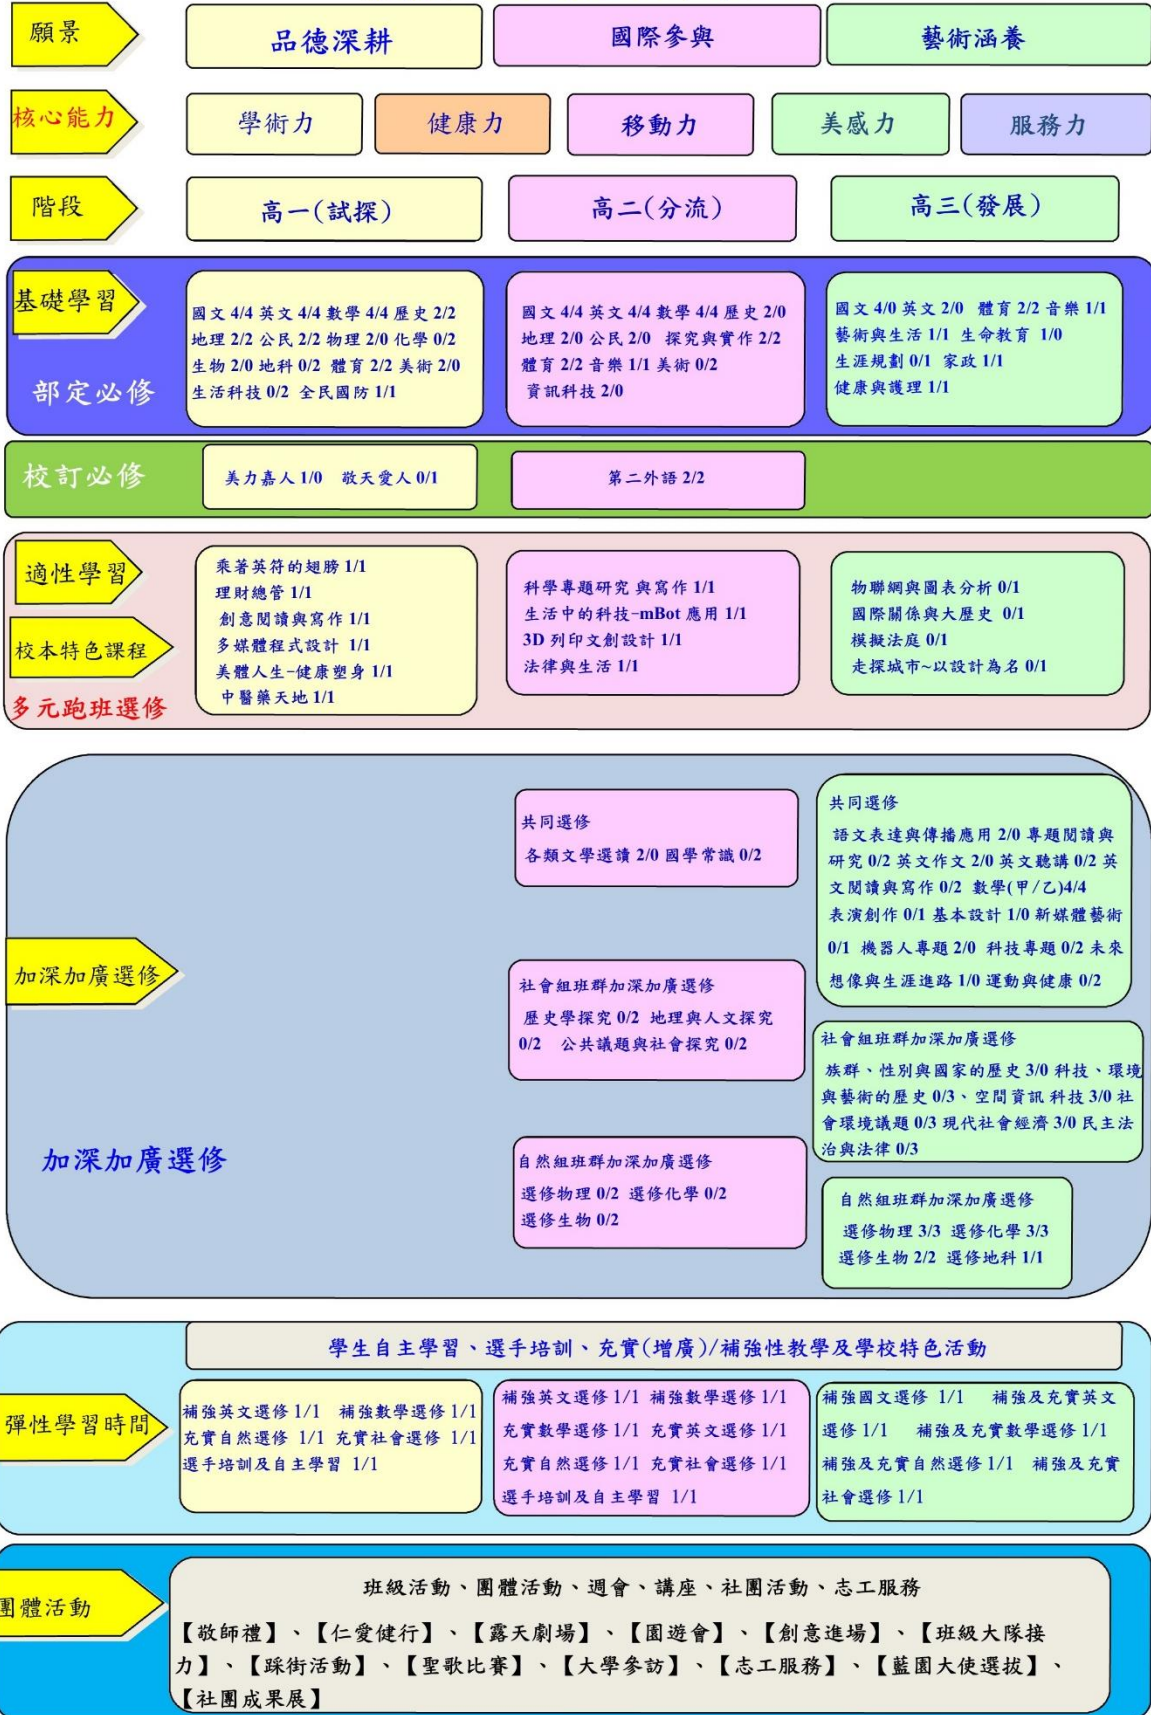 願景
品德深耕
國際參與
藝術涵養
核心能力
學術力
健康力
移動力
美感力
服務力
階段
高一(試探)
高二(分流)
高三(發展)
基礎學習
部定必修
國文 4/4 英文 4/4 數學 4/4 歷史 2/2
地理 2/2 公民 2/2 物理 2/0 化學 0/2
生物 2/0 地科 0/2 體育 2/2 美術 2/0
生活科技 0/2 全民國防 1/1
國文 4/4 英文 4/4 數學 4/4 歷史 2/0
地理 2/0 公民 2/0 探究與實作 2/2
體育 2/2 音樂 1/1 美術 0/2
資訊科技 2/0
國文 4/0 英文 2/0 體育 2/2 音樂 1/1
藝術與生活 1/1 生命教育 1/0
生涯規劃 0/1 家政 1/1
健康與護理 1/1
校訂必修
美力嘉人 1/0 敬天愛人 0/1
第二外語 2/2
適性學習
校本特色課程
多元跑班選修
乘著英符的翅膀 1/1
理財總管 1/1
創意閱讀與寫作 1/1
多媒體程式設計 1/1
美體人生-健康塑身 1/1
中醫藥天地 1/1
科學專題研究 與寫作 1/1
生活中的科技-mBot 應用 1/1
3D 列印文創設計 1/1
法律與生活 1/1
物聯網與圖表分析 0/1
國際關係與大歷史 0/1
模擬法庭 0/1
走探城市~以設計為名 0/1
加深加廣選修
加深加廣選修
共同選修
各類文學選讀 2/0 國學常識 0/2
社會組班群加深加廣選修
歷史學探究 0/2 地理與人文探究
0/2 公共議題與社會探究 0/2
自然組班群加深加廣選修
選修物理 0/2 選修化學 0/2
選修生物 0/2
共同選修
語文表達與傳播應用 2/0 專題閱讀與
研究 0/2 英文作文 2/0 英文聽講 0/2 英
文閱讀與寫作 0/2 數學(甲/乙)4/4
表演創作 0/1 基本設計 1/0 新媒體藝術
0/1 機器人專題 2/0 科技專題 0/2 未來
想像與生涯進路 1/0 運動與健康 0/2
社會組班群加深加廣選修
族群、性別與國家的歷史 3/0 科技、環境
與藝術的歷史 0/3、空間資訊 科技 3/0 社
會環境議題 0/3 現代社會經濟 3/0 民主法
治與法律 0/3
自然組班群加深加廣選修
選修物理 3/3 選修化學 3/3
選修生物 2/2 選修地科 1/1
彈性學習時間
學生自主學習、選手培訓、充實(增廣)/補強性教學及學校特色活動
補強英文選修 1/1 補強數學選修 1/1
充實自然選修 1/1 充實社會選修 1/1
選手培訓及自主學習 1/1
補強英文選修 1/1 補強數學選修 1/1
充實數學選修 1/1 充實英文選修 1/1
充實自然選修 1/1 充實社會選修 1/1
選手培訓及自主學習 1/1
補強國文選修 1/1 補強及充實英文
選修 1/1 補強及充實數學選修 1/1
補強及充實自然選修 1/1 補強及充實
社會選修 1/1
團體活動
班級活動、團體活動、週會、講座、社團活動、志工服務
【敬師禮】、【仁愛健行】、【露天劇場】、【園遊會】、【創意進場】、【班級大隊接
力】、【踩街活動】、【聖歌比賽】、【大學參訪】、【志工服務】、【藍園大使選拔】、
【社團成果展】